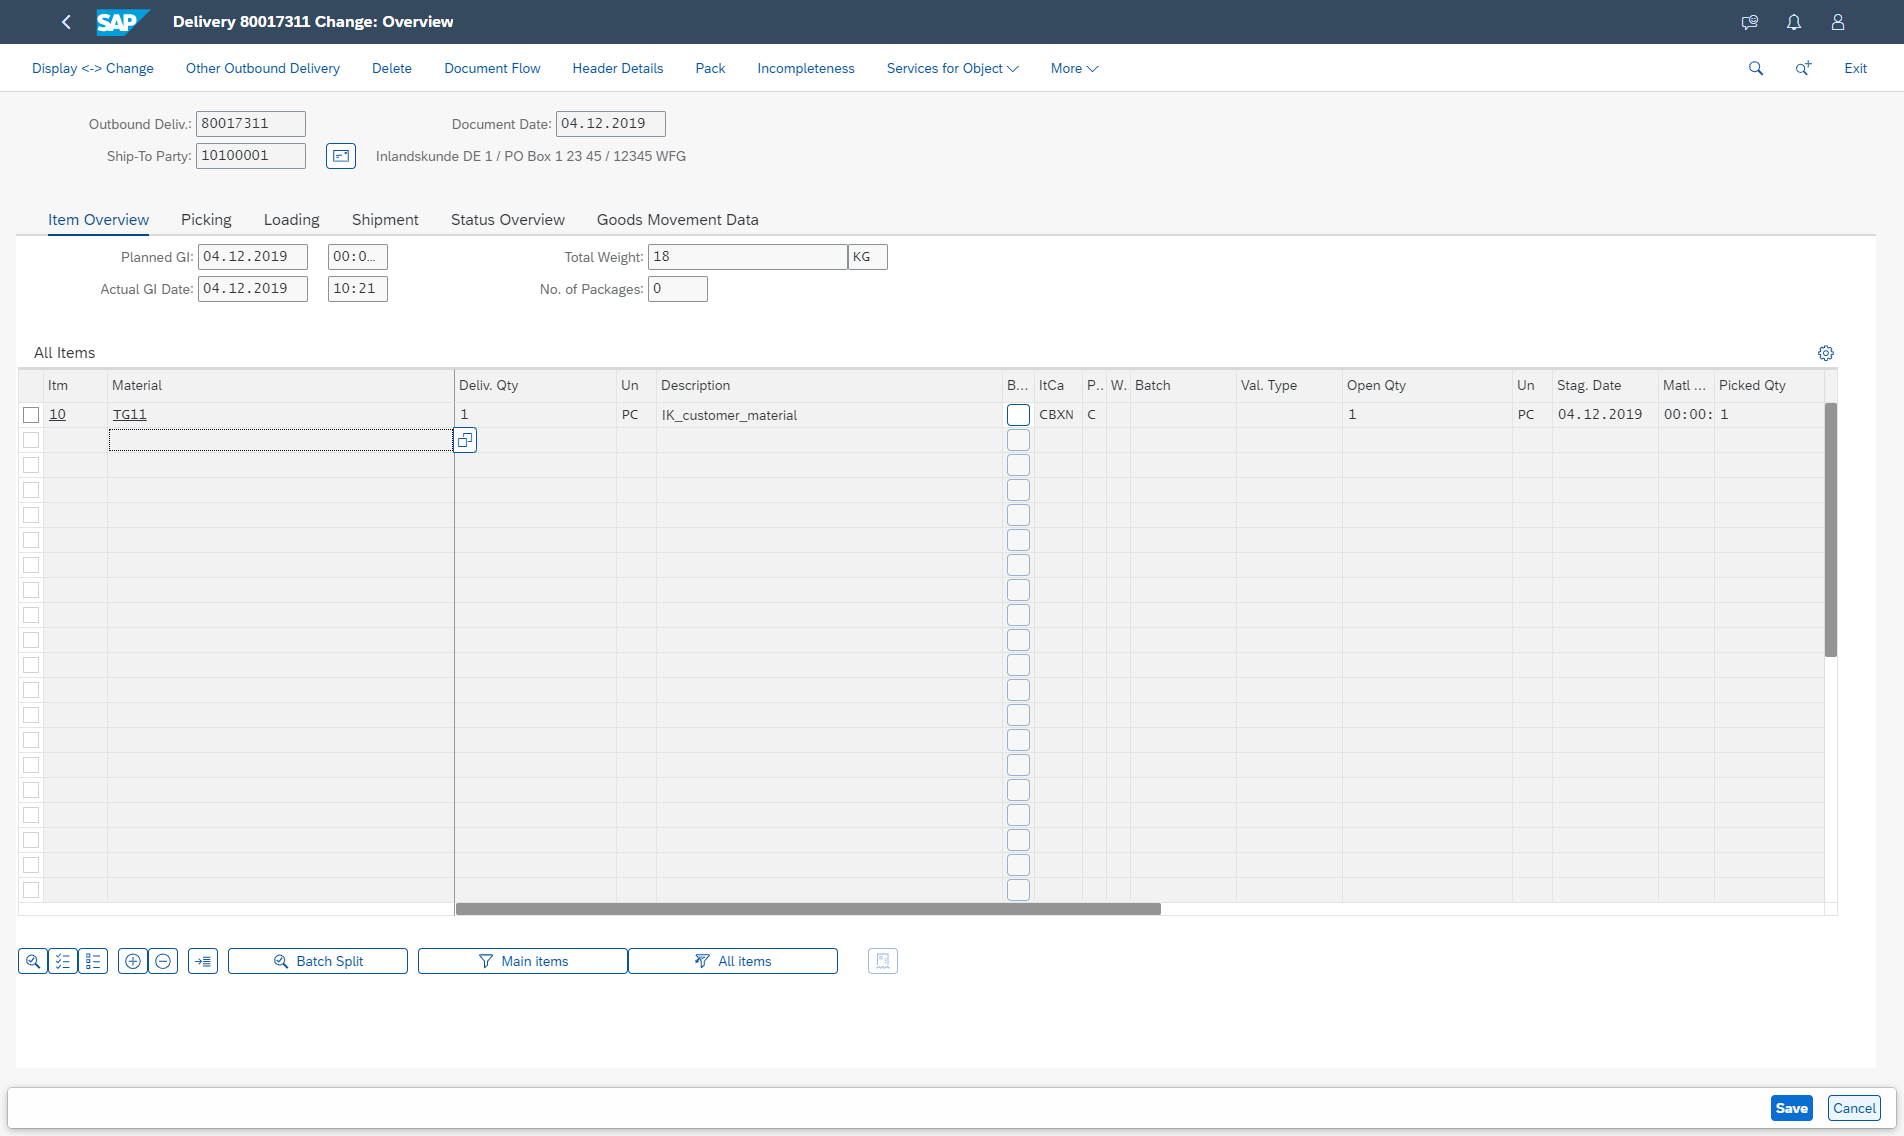 SAP Delivery 80017311 Change: Overview
Display <-> Change Other Outbound Delivery Delete Document Flow Header Details Pack Incompleteness Services for Object More Exit
Outbound Deliv.: 80017311 Document Date: 04.12.2019
Ship-To Party: 10100001 Inlandskunde DE 1 / PO Box 1 23 45 / 12345 WFG
Item Overview Picking Loading Shipment Status Overview Goods Movement Data
Planned GI: 04.12.2019 00:0... Total Weight: 18 KG
Actual GI Date: 04.12.2019 10:21 No. of Packages: 0
All Items
Itm Material Deliv. Qty Un Description B... ItCa P.. W. Batch Val. Type Open Qty Un Stag. Date Matl ... Picked Qty
10 TG11 1 PC IK_customer_material CBXN C 1 PC 04.12.2019 00:00: 1
Batch Split Main items All items
Save Cancel